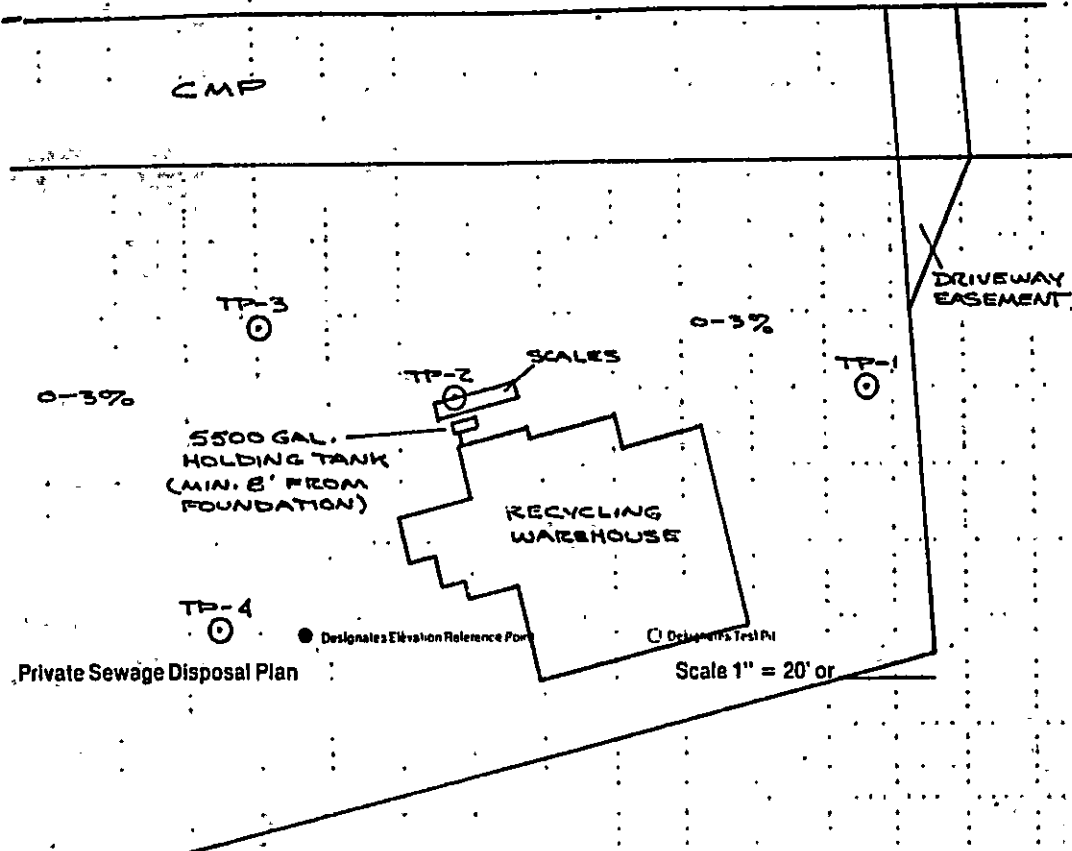 CMP
DRIVEWAY
EASEMENT
TP-3
0-3%
SCALES
TP-1
TP-2
0-3%
5500 GAL.
HOLDING TANK
(MIN. 8' FROM
FOUNDATION)
RECYCLING
WAREHOUSE
TP-4
Designates Elevation Reference Point
Designates Test Pit
Private Sewage Disposal Plan
Scale 1" = 20' or